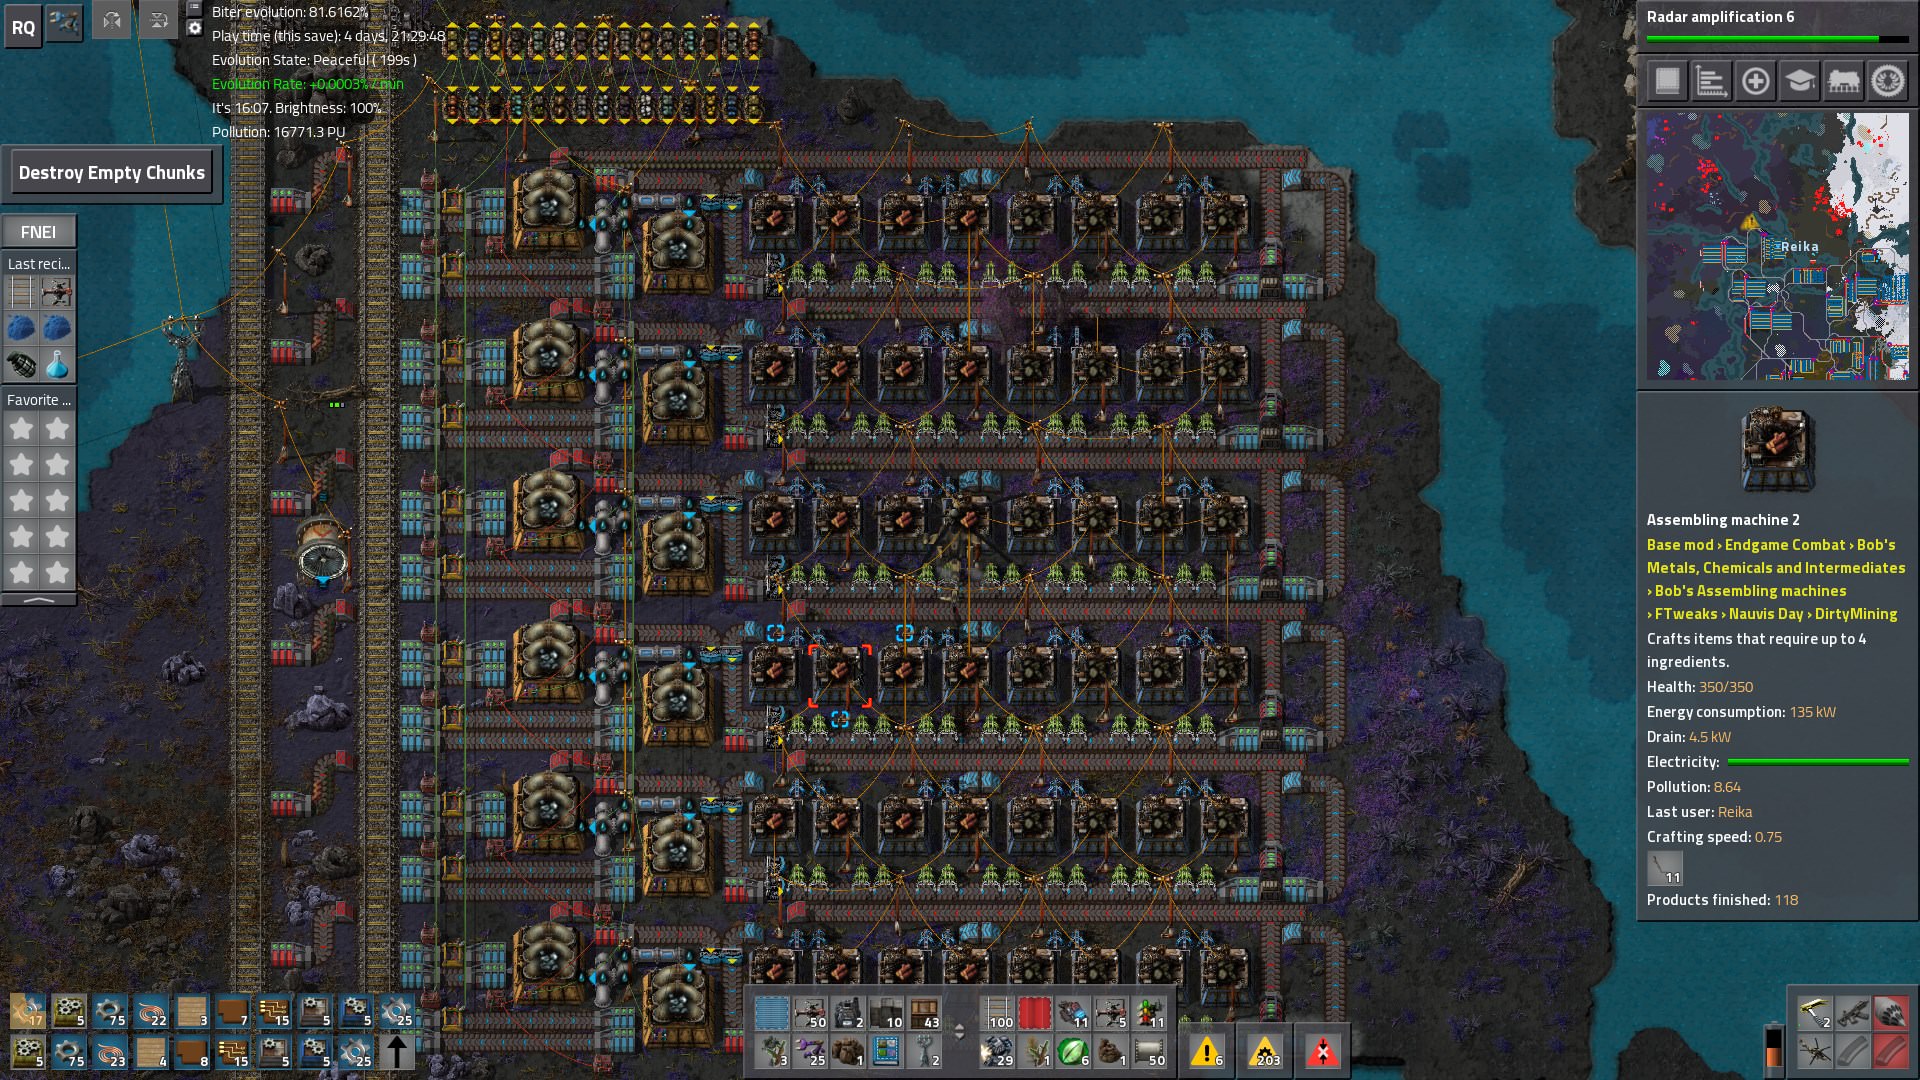 RQ
Biter evolution: 81.6162%
Play time (this save): 4 days, 21:29:48
Evolution State: Peaceful ( 199s )
Evolution Rate: +0.0003% / min
It's 16:07. Brightness: 100%
Pollution: 16771.3 PU
Destroy Empty Chunks
FNEI
Last reci...
Favorite ...
Radar amplification 6
Reika
Assembling machine 2
Base mod › Endgame Combat › Bob's
Metals, Chemicals and Intermediates
› Bob's Assembling machines
› FTweaks › Nauvis Day › DirtyMining
Crafts items that require up to 4
ingredients.
Health: 350/350
Energy consumption: 135 kW
Drain: 4.5 kW
Electricity:
Pollution: 8.64
Last user: Reika
Crafting speed: 0.75
11
Products finished: 118
17 5 75 22 3 7 15 5 5 25
5 75 23 4 8 15 5 5 25
50 2 10 43 100 11 5 11
3 25 1 2 29 1 6 1 50
6 203
2